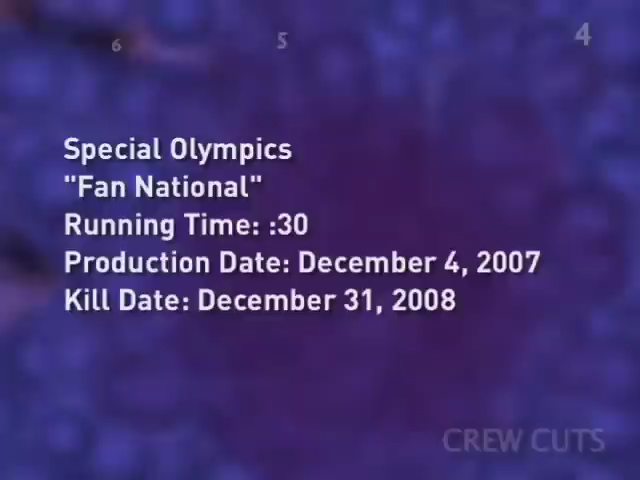 6 5 4
Special Olympics
"Fan National"
Running Time: :30
Production Date: December 4, 2007
Kill Date: December 31, 2008
CREW CUTS